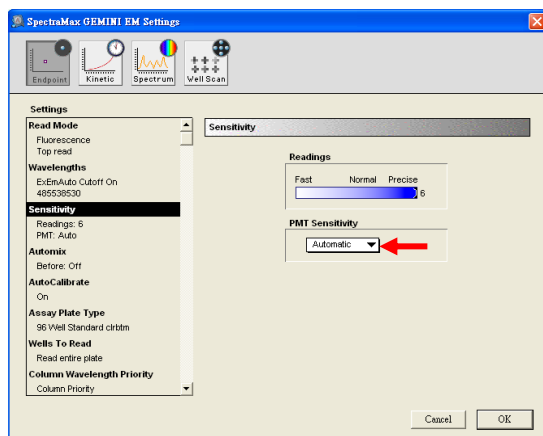 SpectraMax GEMINI EM Settings
Endpoint
Kinetic
Spectrum
Well Scan
Settings
Read Mode
Fluorescence
Top read
Wavelengths
ExEmAuto Cutoff On
485538530
Sensitivity
Readings: 6
PMT: Auto
Automix
Before: Off
AutoCalibrate
On
Assay Plate Type
96 Well Standard clrbtm
Wells To Read
Read entire plate
Column Wavelength Priority
Column Priority
Sensitivity
Readings
Fast Normal Precise
6
PMT Sensitivity
Automatic
Cancel OK